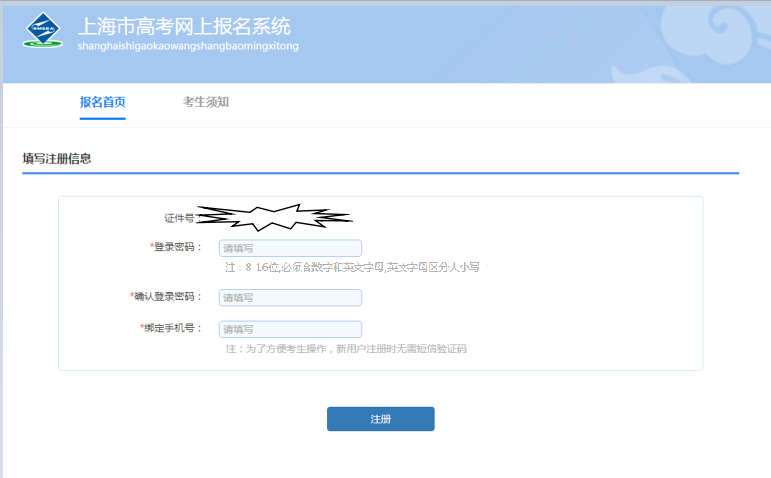 上海市高考网上报名系统
shanghaishigaokaowangshangbaomingxitong
报名首页 考生须知
填写注册信息
证件号
*登录密码： 请填写
注：8-16位,必须含数字和英文字母,英文字母区分大小写
*确认登录密码： 请填写
*绑定手机号： 请填写
注：为了方便考生操作，新用户注册时无需短信验证码
注册